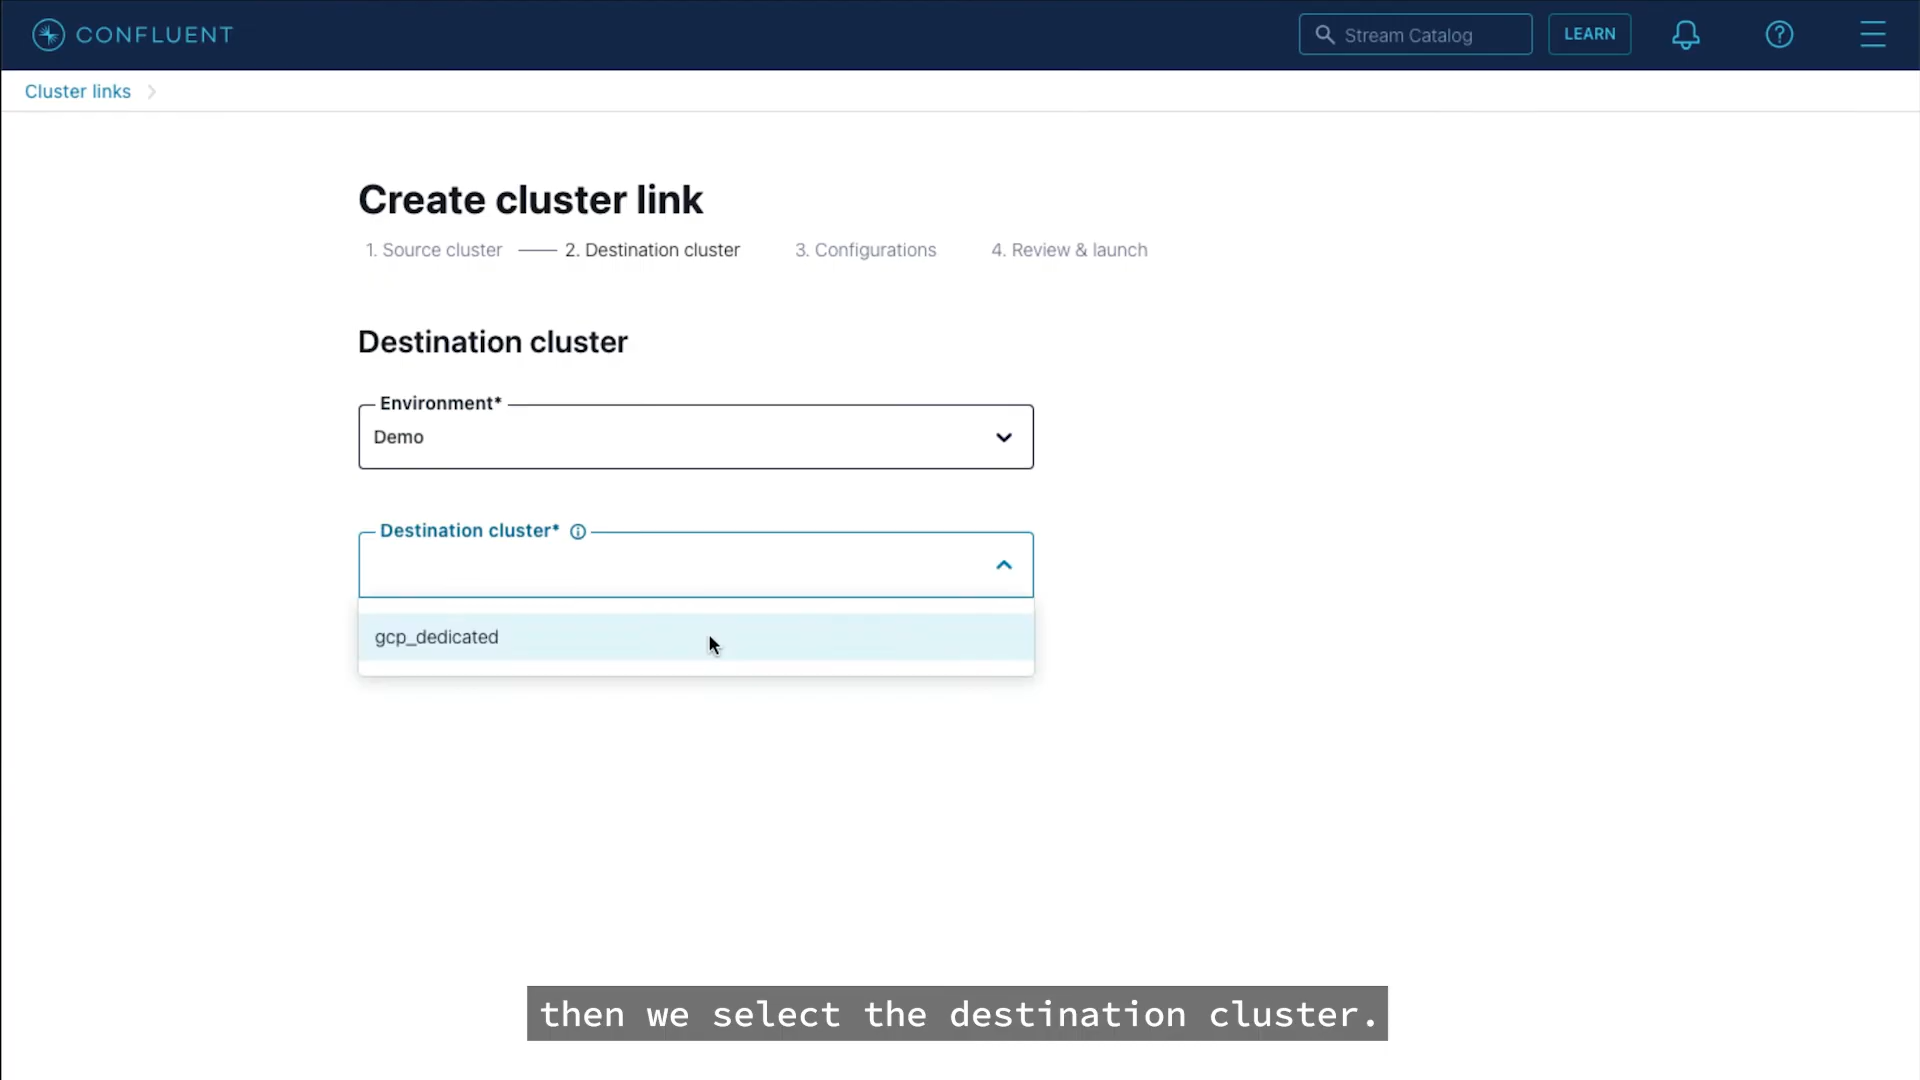 CONFLUENT
Stream Catalog
LEARN
Cluster links
Create cluster link
1. Source cluster
2. Destination cluster
3. Configurations
4. Review & launch
Destination cluster
Environment*
Demo
Destination cluster*
gcp_dedicated
then we select the destination cluster.